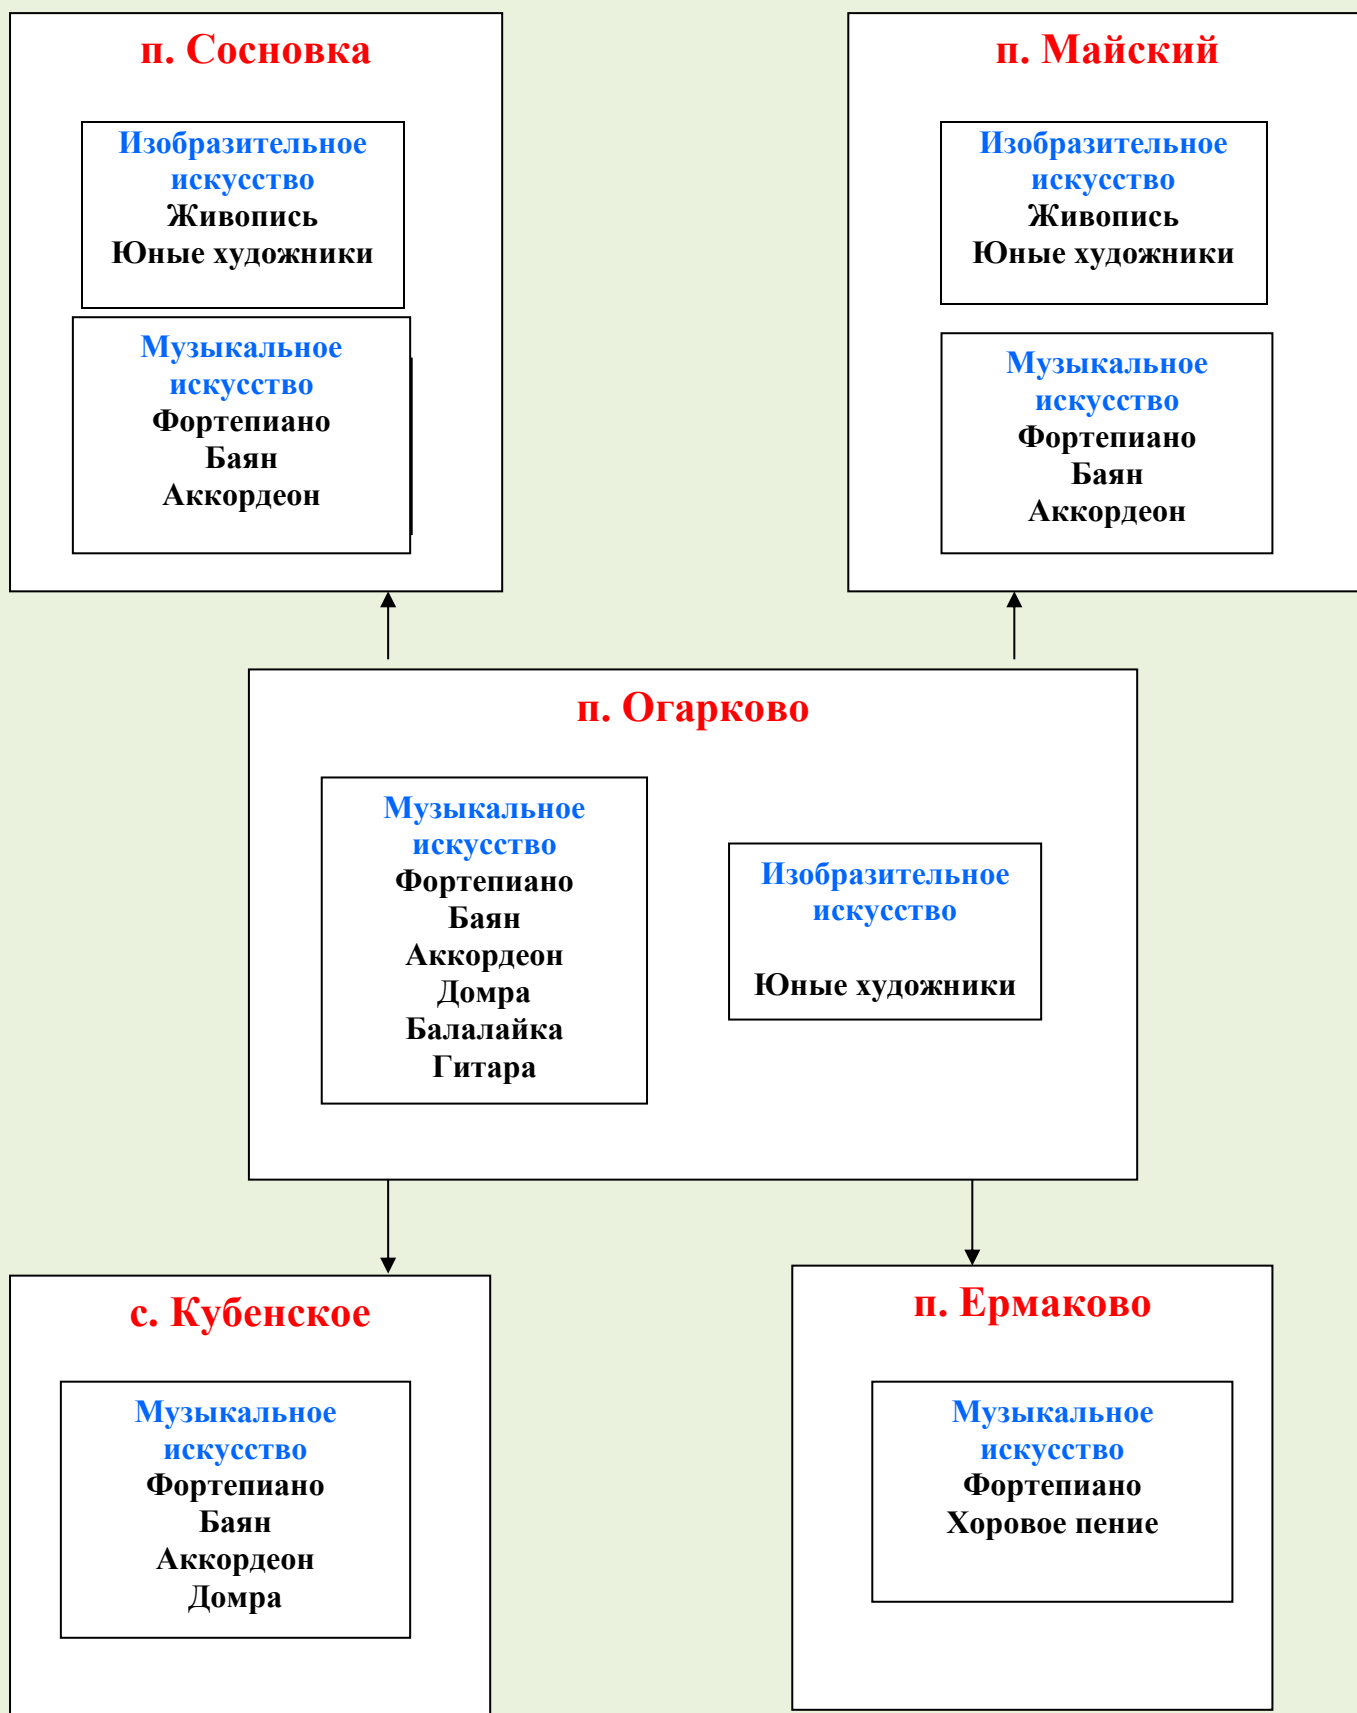 п. Сосновка
Изобразительное
искусство
Живопись
Юные художники
Музыкальное
искусство
Фортепиано
Баян
Аккордеон
п. Майский
Изобразительное
искусство
Живопись
Юные художники
Музыкальное
искусство
Фортепиано
Баян
Аккордеон
п. Огарково
Музыкальное
искусство
Фортепиано
Баян
Аккордеон
Домра
Балалайка
Гитара
Изобразительное
искусство
Юные художники
с. Кубенское
Музыкальное
искусство
Фортепиано
Баян
Аккордеон
Домра
п. Ермаково
Музыкальное
искусство
Фортепиано
Хоровое пение